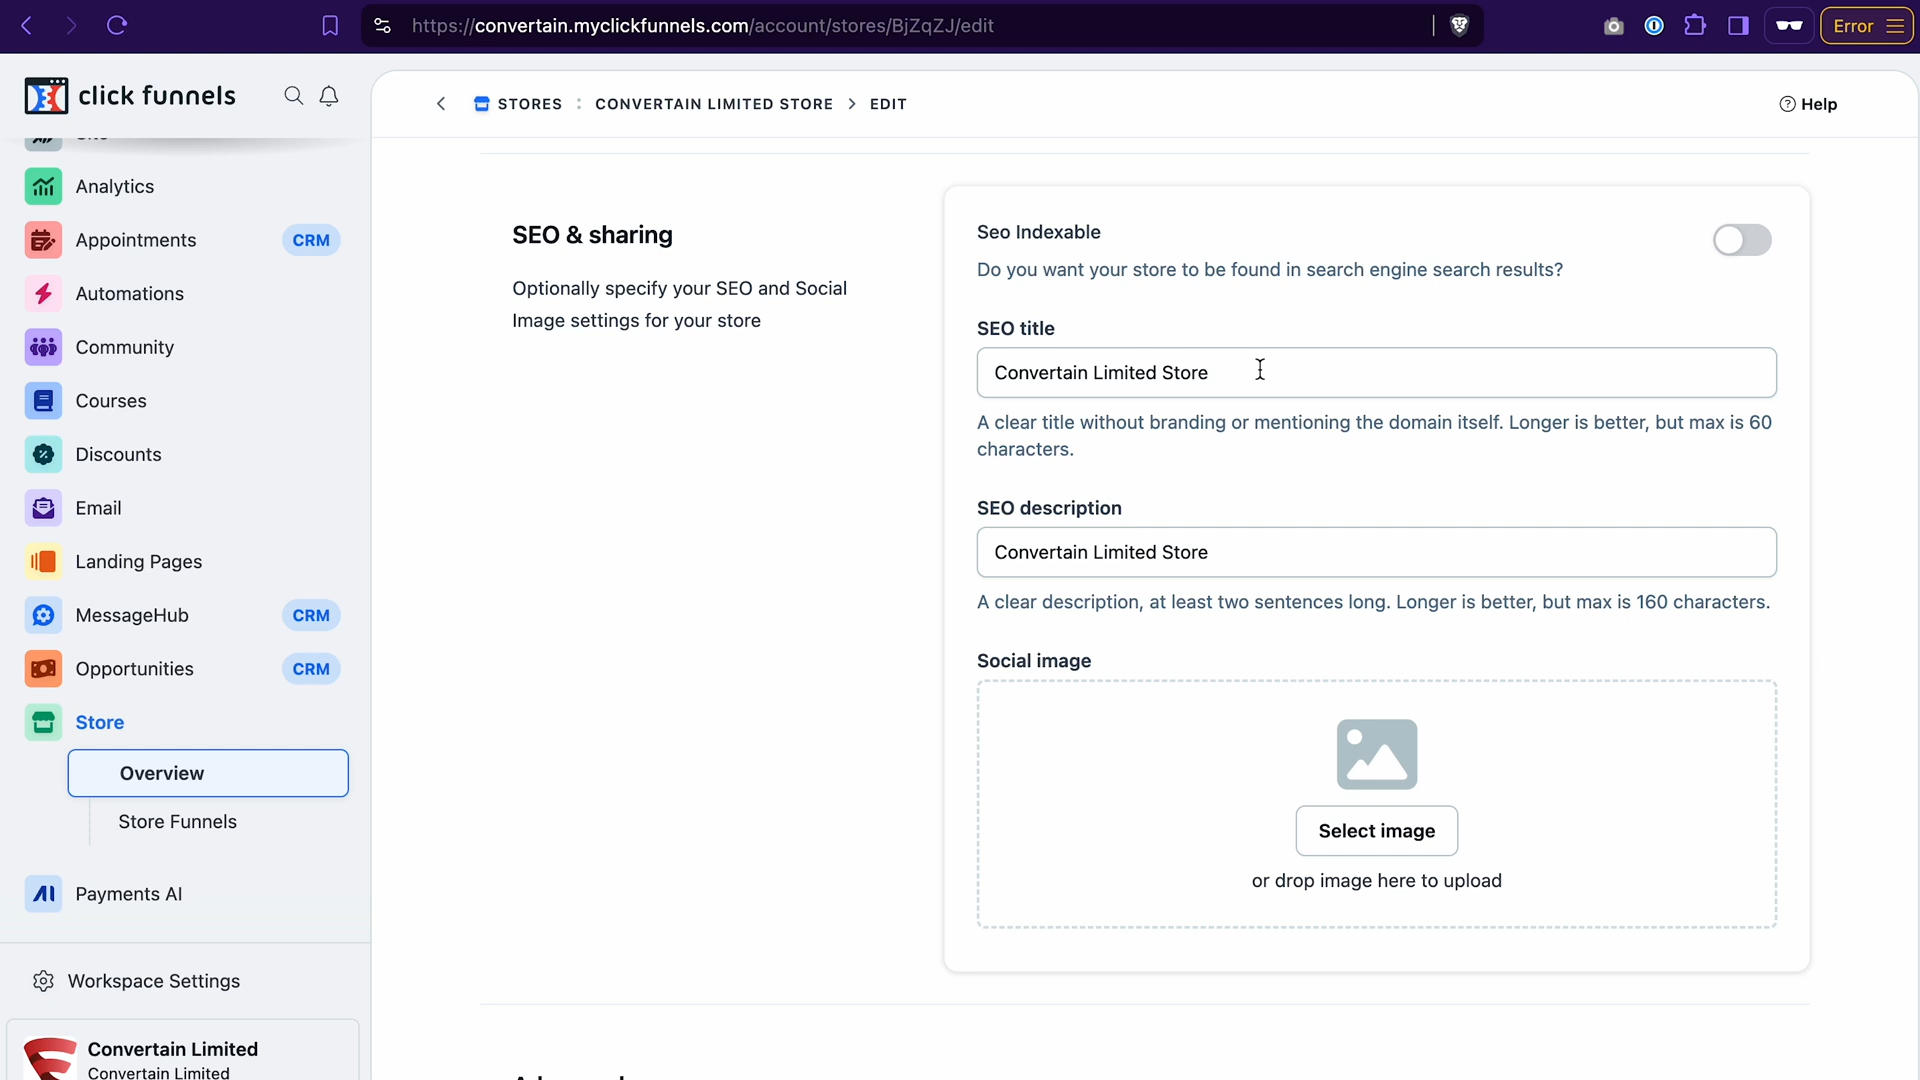 https://convertain.myclickfunnels.com/account/stores/BjZqZJ/edit
Error
click funnels
STORES : CONVERTAIN LIMITED STORE > EDIT
Help
Analytics
Appointments CRM
Automations
Community
Courses
Discounts
Email
Landing Pages
MessageHub CRM
Opportunities CRM
Store
Overview
Store Funnels
AI Payments AI
Workspace Settings
Convertain Limited
Convertain Limited
SEO & sharing
Optionally specify your SEO and Social
Image settings for your store
Seo Indexable
Do you want your store to be found in search engine search results?
SEO title
Convertain Limited Store
A clear title without branding or mentioning the domain itself. Longer is better, but max is 60
characters.
SEO description
Convertain Limited Store
A clear description, at least two sentences long. Longer is better, but max is 160 characters.
Social image
Select image
or drop image here to upload